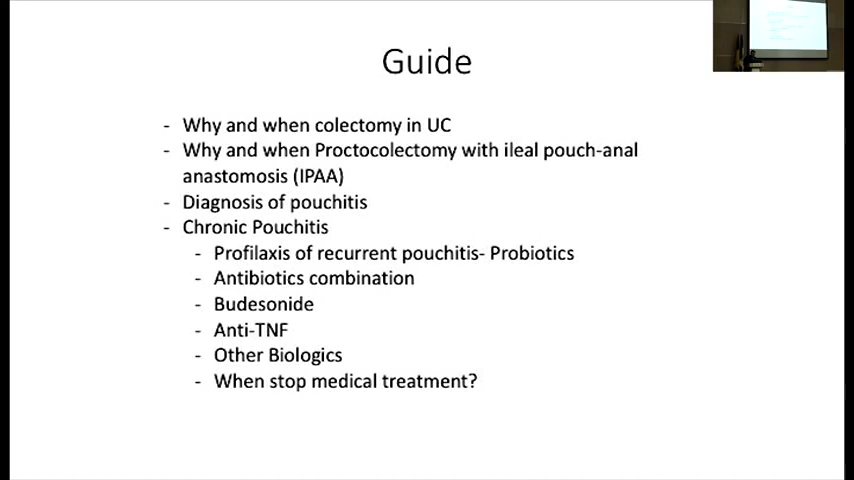 Guide
- Why and when colectomy in UC
- Why and when Proctocolectomy with ileal pouch-anal
anastomosis (IPAA)
- Diagnosis of pouchitis
- Chronic Pouchitis
- Profilaxis of recurrent pouchitis- Probiotics
- Antibiotics combination
- Budesonide
- Anti-TNF
- Other Biologics
- When stop medical treatment?